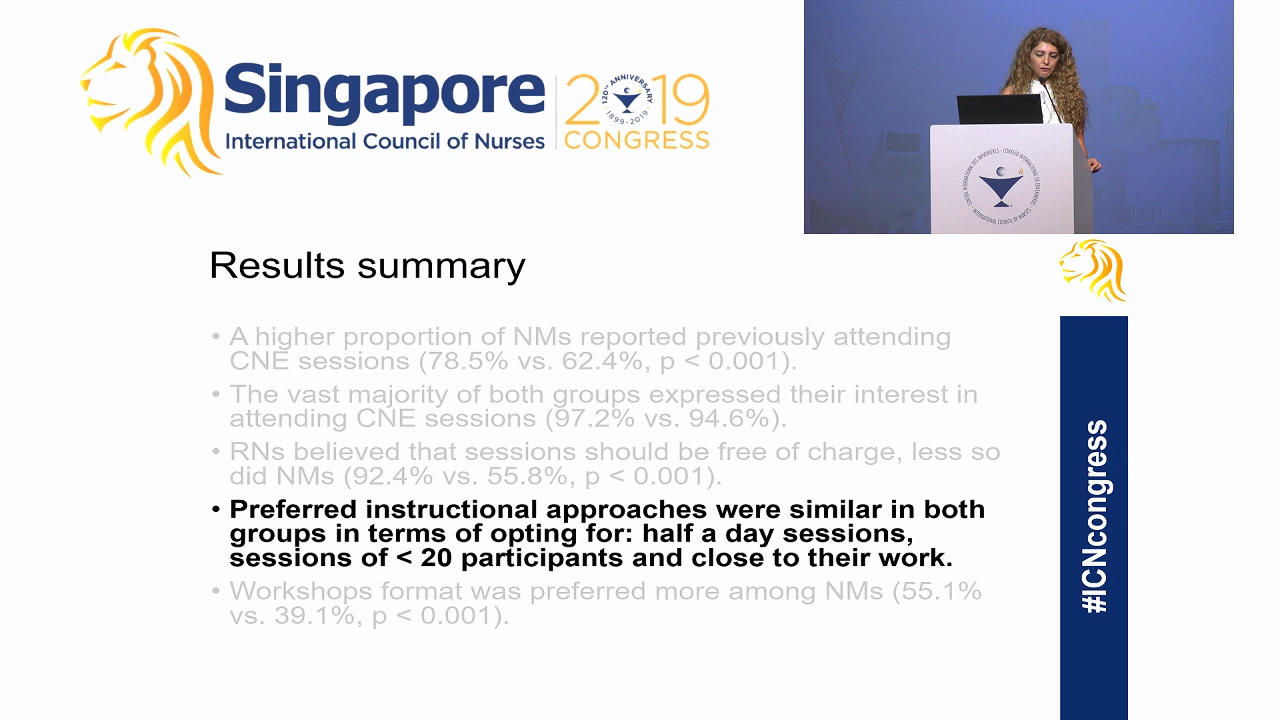 Singapore
International Council of Nurses
2019
CONGRESS
120th ANNIVERSARY
1899-2019
Results summary
• A higher proportion of NMs reported previously attending
CNE sessions (78.5% vs. 62.4%, p < 0.001).
• The vast majority of both groups expressed their interest in
attending CNE sessions (97.2% vs. 94.6%).
• RNs believed that sessions should be free of charge, less so
did NMs (92.4% vs. 55.8%, p < 0.001).
• Preferred instructional approaches were similar in both
groups in terms of opting for: half a day sessions,
sessions of < 20 participants and close to their work.
• Workshops format was preferred more among NMs (55.1%
vs. 39.1%, p < 0.001).
#ICNcongress
INTERNATIONAL COUNCIL OF NURSES